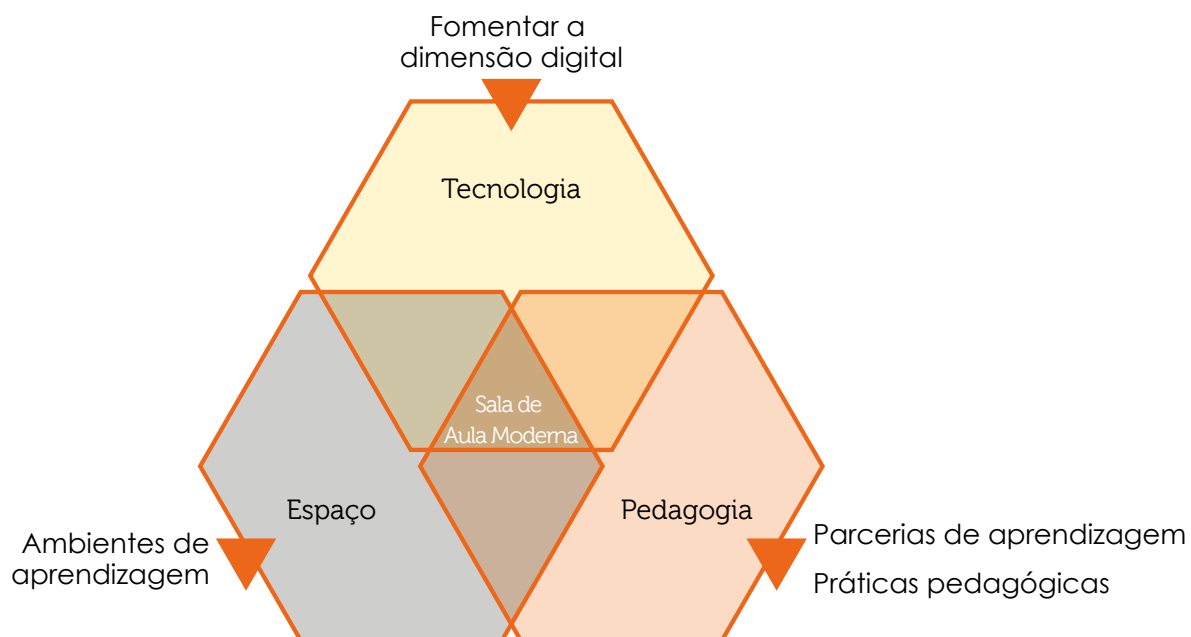 Fomentar a
dimensão digital
Tecnologia
Sala de
Aula Moderna
Espaço
Pedagogia
Ambientes de
aprendizagem
Parcerias de aprendizagem
Práticas pedagógicas